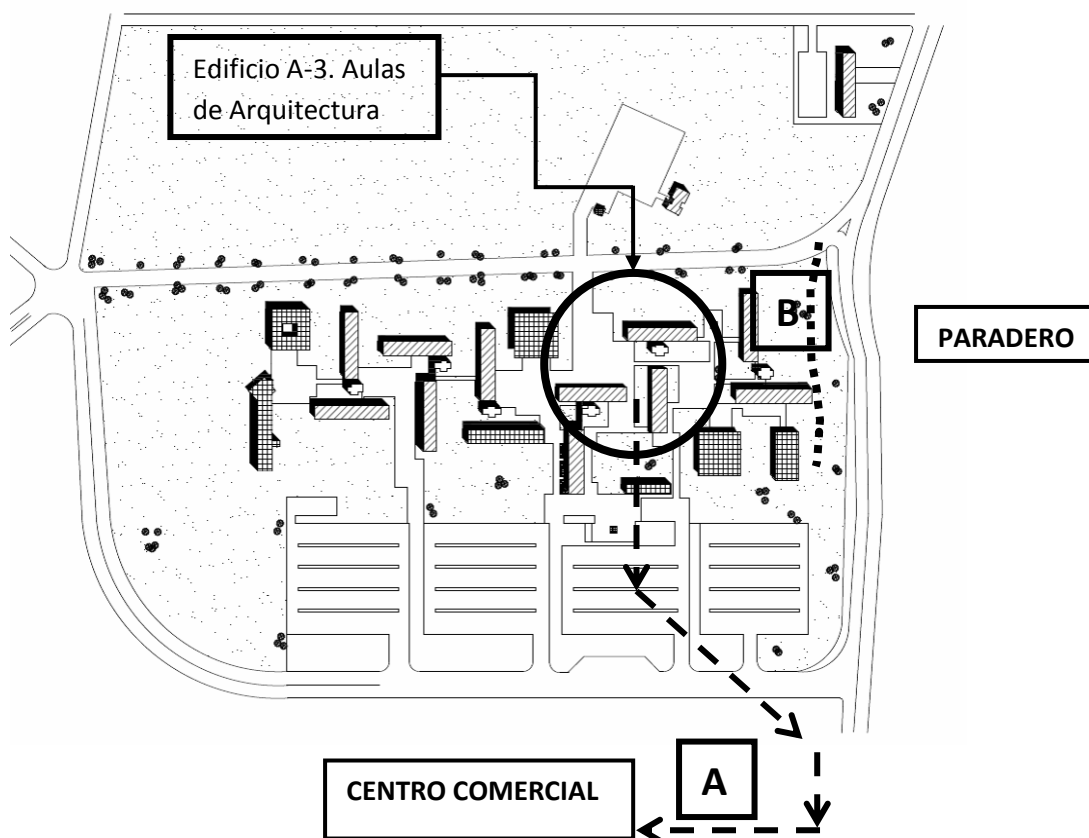 Edificio A-3. Aulas
de Arquitectura
B
PARADERO
A
CENTRO COMERCIAL